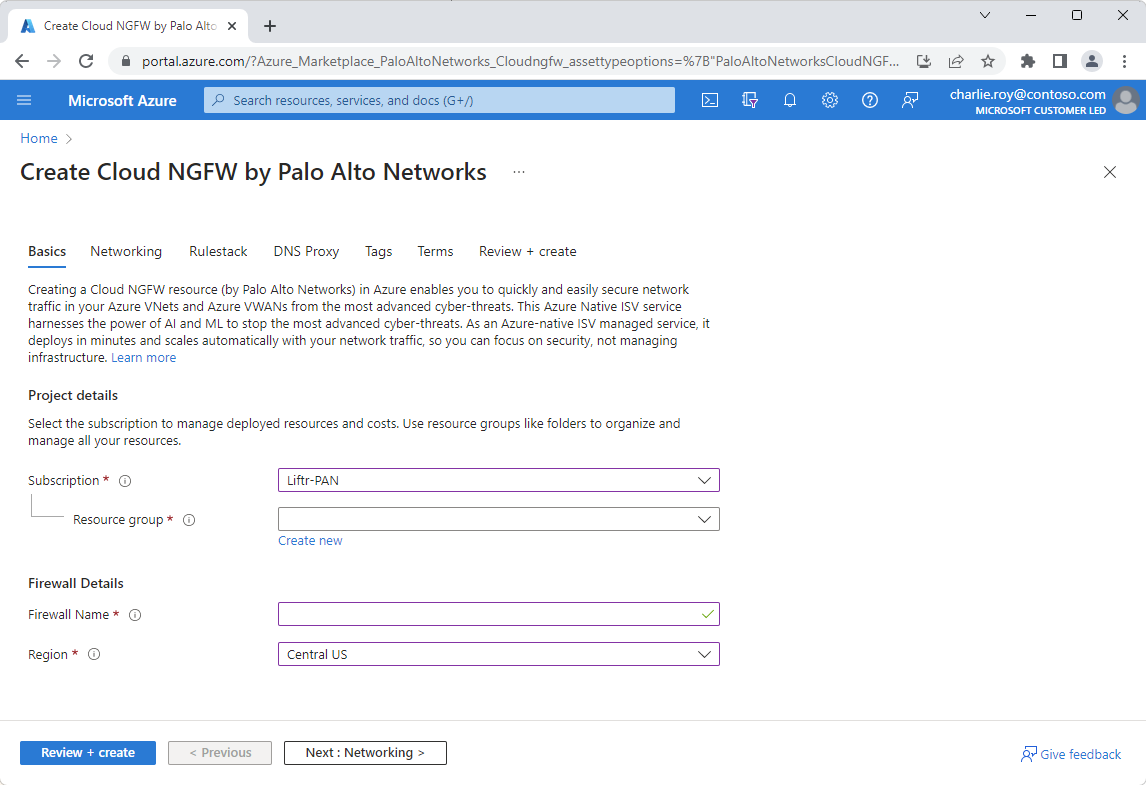 Create Cloud NGFW by Palo Alto
portal.azure.com/?Azure_Marketplace_PaloAltoNetworks_Cloudngfw_assettypeoptions=%7B"PaloAltoNetworksCloudNGF...
Microsoft Azure
Search resources, services, and docs (G+/)
charlie.roy@contoso.com
MICROSOFT CUSTOMER LED
Home >
Create Cloud NGFW by Palo Alto Networks ...
Basics Networking Rulestack DNS Proxy Tags Terms Review + create
Creating a Cloud NGFW resource (by Palo Alto Networks) in Azure enables you to quickly and easily secure network
traffic in your Azure VNets and Azure VWANs from the most advanced cyber-threats. This Azure Native ISV service
harnesses the power of AI and ML to stop the most advanced cyber-threats. As an Azure-native ISV managed service, it
deploys in minutes and scales automatically with your network traffic, so you can focus on security, not managing
infrastructure. Learn more
Project details
Select the subscription to manage deployed resources and costs. Use resource groups like folders to organize and
manage all your resources.
Subscription * Liftr-PAN
Resource group *
Create new
Firewall Details
Firewall Name *
Region * Central US
Review + create < Previous Next : Networking > Give feedback